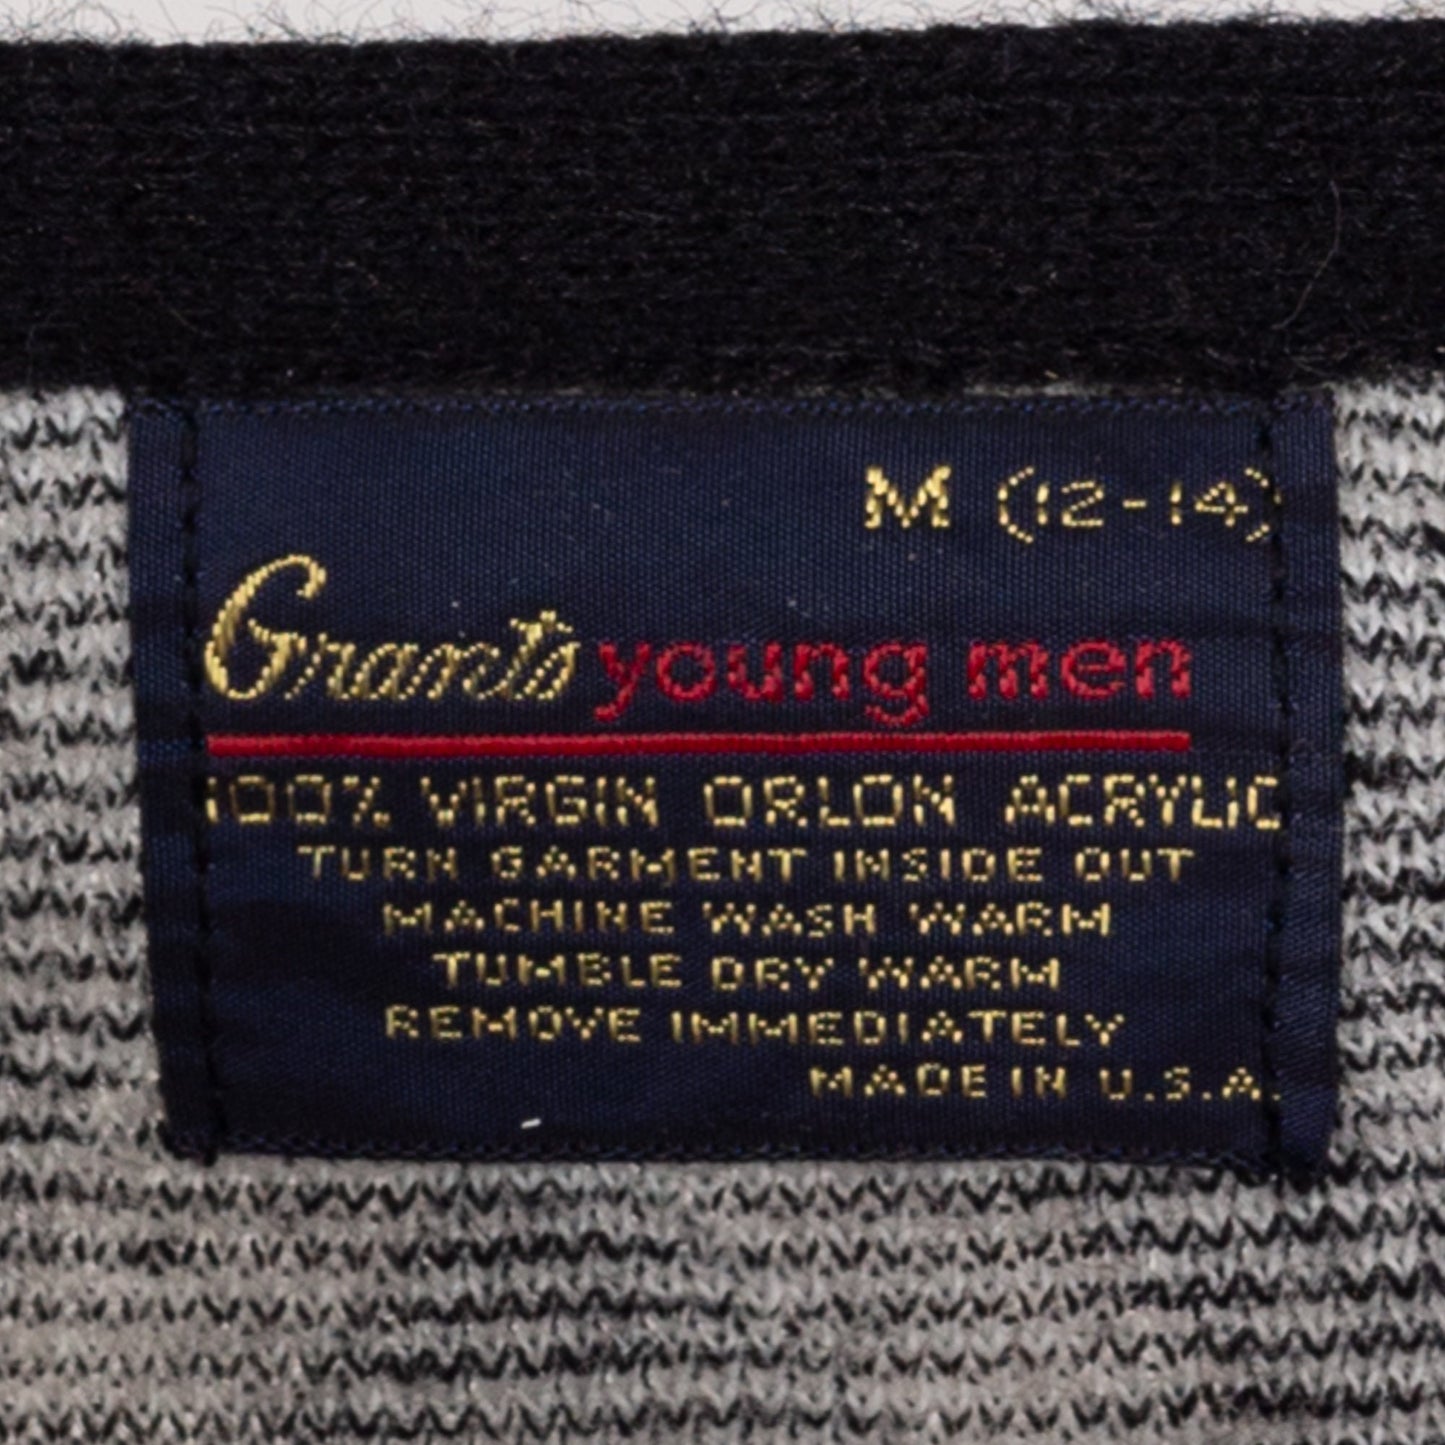 M (12-14)
Grants young men
100% VIRGIN ORLON ACRYLIC
TURN GARMENT INSIDE OUT
MACHINE WASH WARM
TUMBLE DRY WARM
REMOVE IMMEDIATELY
MADE IN U.S.A.